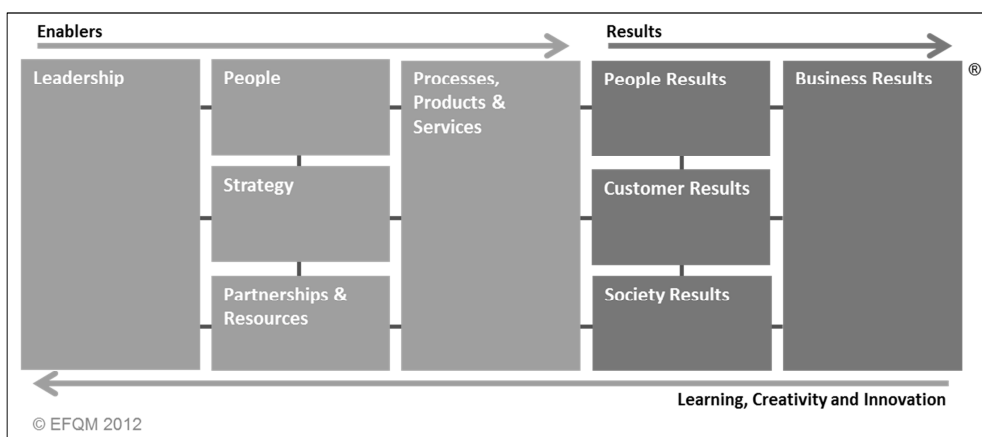 Enablers
Results
Leadership
People
Processes,
Products &
Services
People Results
Business Results
®
Strategy
Customer Results
Partnerships &
Resources
Society Results
Learning, Creativity and Innovation
© EFQM 2012